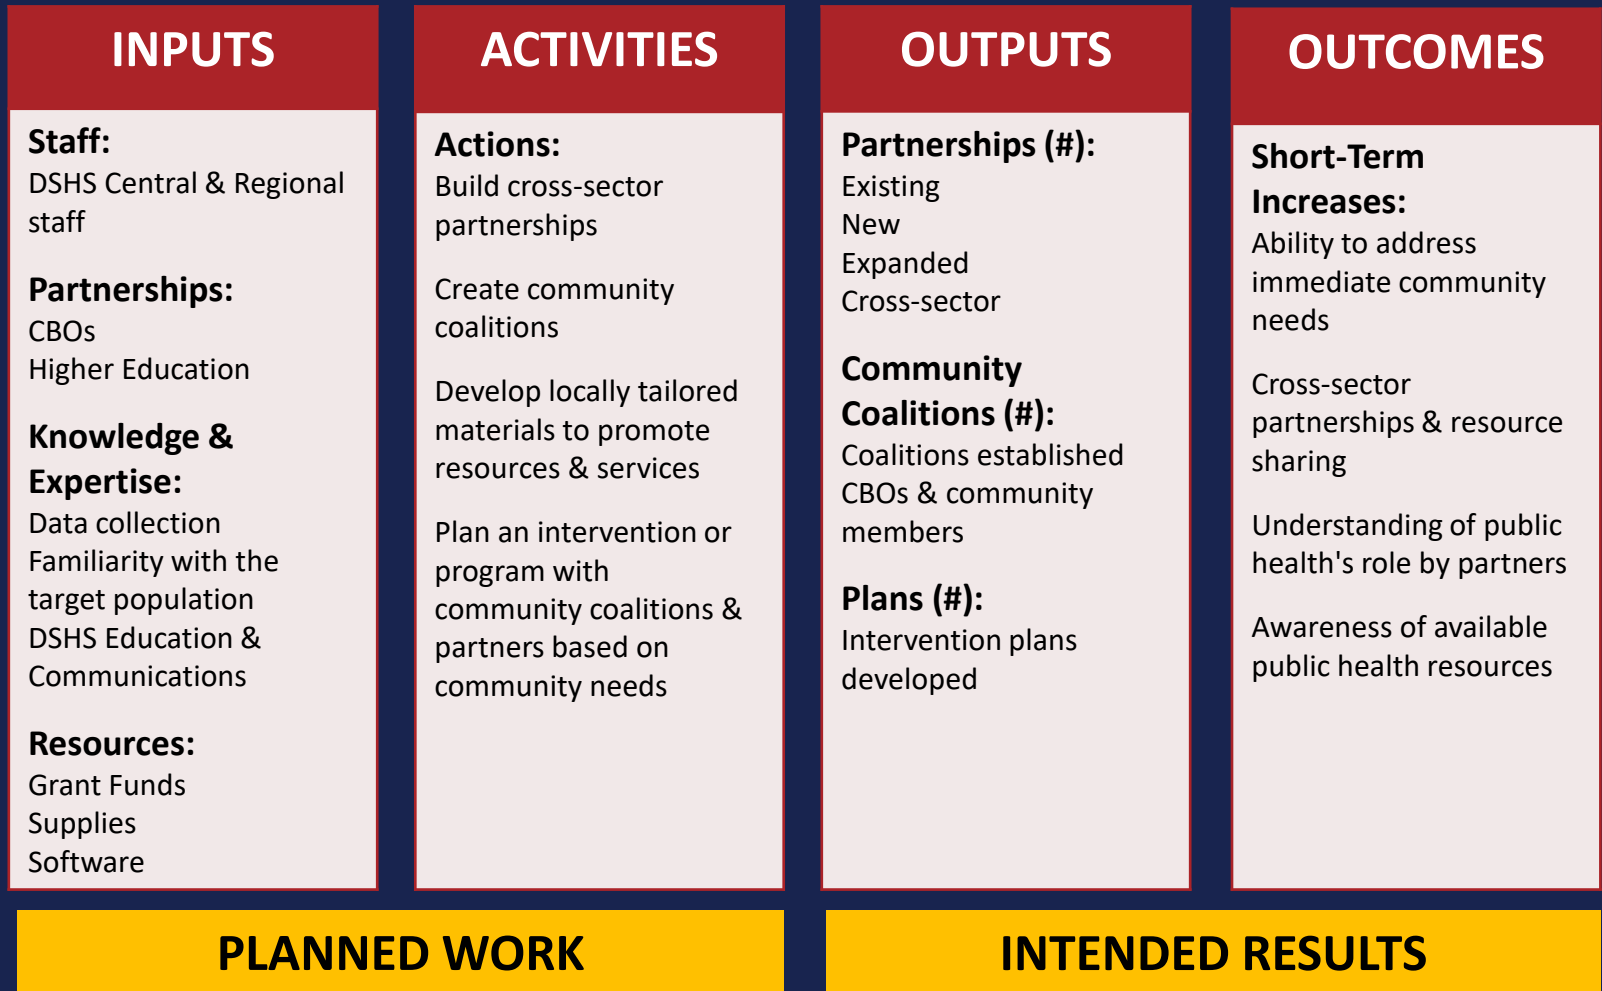 INPUTS
Staff:
DSHS Central & Regional
staff
Partnerships:
CBOs
Higher Education
Knowledge &
Expertise:
Data collection
Familiarity with the
target population
DSHS Education &
Communications
Resources:
Grant Funds
Supplies
Software
ACTIVITIES
Actions:
Build cross-sector
partnerships
Create community
coalitions
Develop locally tailored
materials to promote
resources & services
Plan an intervention or
program with
community coalitions &
partners based on
community needs
OUTPUTS
Partnerships (#):
Existing
New
Expanded
Cross-sector
Community
Coalitions (#):
Coalitions established
CBOs & community
members
Plans (#):
Intervention plans
developed
OUTCOMES
Short-Term
Increases:
Ability to address
immediate community
needs
Cross-sector
partnerships & resource
sharing
Understanding of public
health's role by partners
Awareness of available
public health resources
PLANNED WORK
INTENDED RESULTS